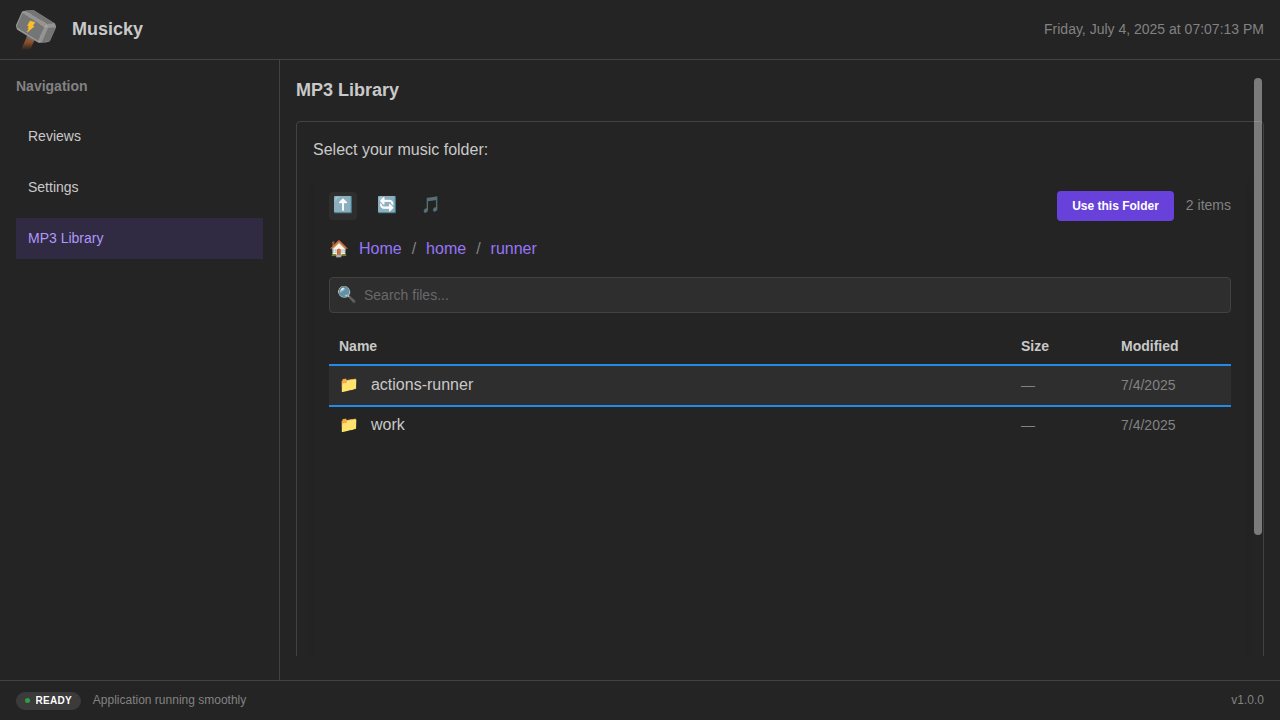 Musicky
Friday, July 4, 2025 at 07:07:13 PM
Navigation
Reviews
Settings
MP3 Library
MP3 Library
Select your music folder:
Use this Folder
2 items
Home / home / runner
Search files...
Name Size Modified
actions-runner — 7/4/2025
work — 7/4/2025
READY
Application running smoothly
v1.0.0